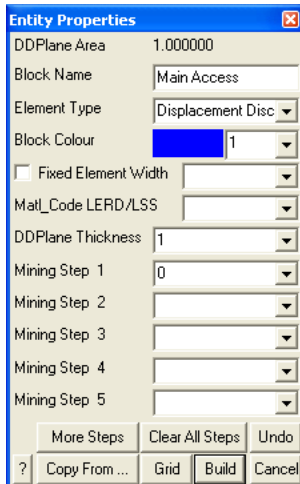 Entity Properties
DDPlane Area 1.000000
Block Name Main Access
Element Type Displacement Disc
Block Colour 1
Fixed Element Width
Matl_Code LERD/LSS
DDPlane Thickness 1
Mining Step 1 0
Mining Step 2
Mining Step 3
Mining Step 4
Mining Step 5
More Steps Clear All Steps Undo
? Copy From ... Grid Build Cancel